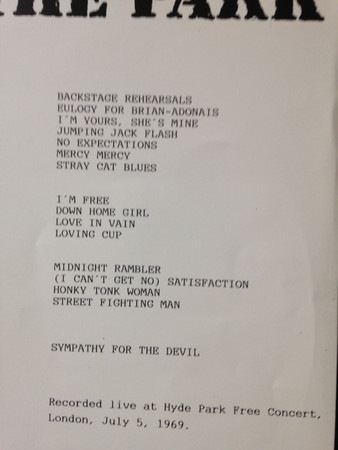 THE PARK
BACKSTAGE REHEARSALS
EULOGY FOR BRIAN-ADONAIS
I´M YOURS, SHE´S MINE
JUMPING JACK FLASH
NO EXPECTATIONS
MERCY MERCY
STRAY CAT BLUES
I´M FREE
DOWN HOME GIRL
LOVE IN VAIN
LOVING CUP
MIDNIGHT RAMBLER
(I CAN´T GET NO) SATISFACTION
HONKY TONK WOMAN
STREET FIGHTING MAN
SYMPATHY FOR THE DEVIL
Recorded live at Hyde Park Free Concert,
London, July 5, 1969.